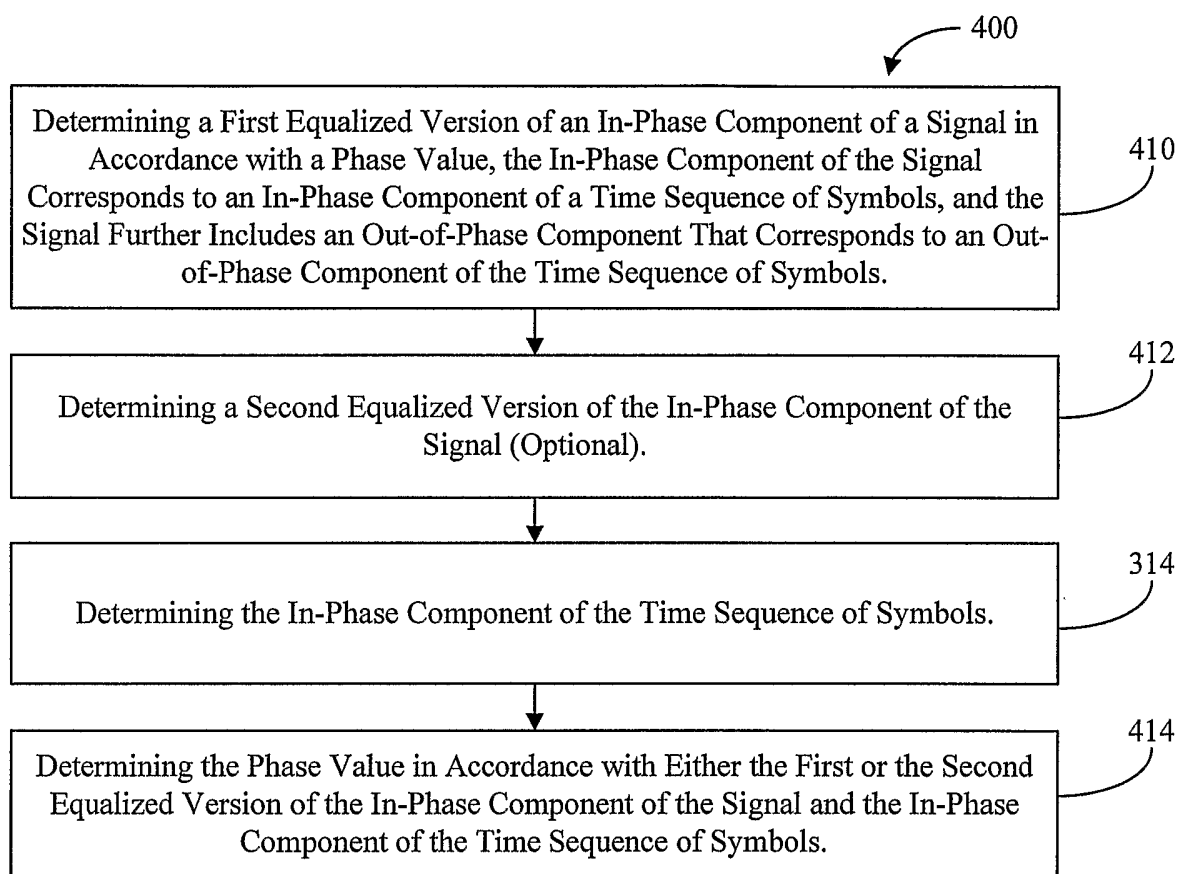 400
Determining a First Equalized Version of an In-Phase Component of a Signal in
Accordance with a Phase Value, the In-Phase Component of the Signal
Corresponds to an In-Phase Component of a Time Sequence of Symbols, and the
Signal Further Includes an Out-of-Phase Component That Corresponds to an Out-
of-Phase Component of the Time Sequence of Symbols.
410
Determining a Second Equalized Version of the In-Phase Component of the
Signal (Optional).
412
Determining the In-Phase Component of the Time Sequence of Symbols.
314
Determining the Phase Value in Accordance with Either the First or the Second
Equalized Version of the In-Phase Component of the Signal and the In-Phase
Component of the Time Sequence of Symbols.
414